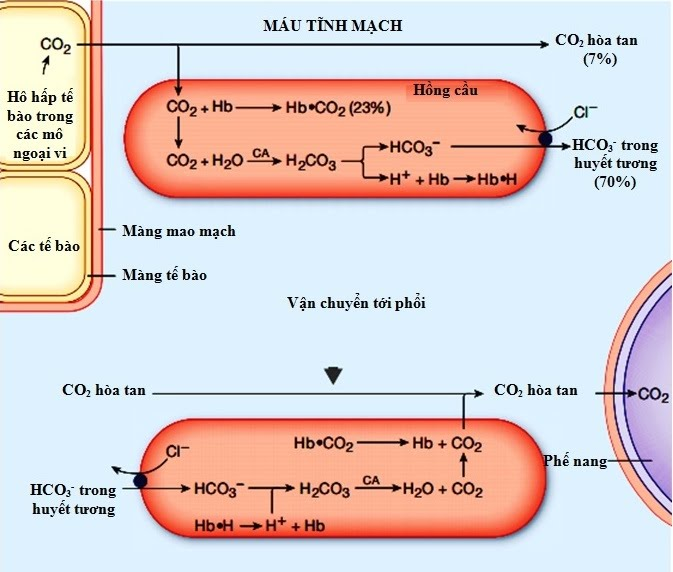 MÁU TĨNH MẠCH
CO₂
CO₂ hòa tan
(7%)
Hô hấp tế
bào trong
các mô
ngoại vi
Hồng cầu
CO₂ + Hb → Hb•CO₂ (23%)
Cl⁻
CO₂ + H₂O CA → H₂CO₃
HCO₃⁻
H⁺ + Hb → Hb•H
HCO₃⁻ trong
huyết tương
(70%)
Các tế bào
Màng mao mạch
Màng tế bào
Vận chuyển tới phổi
CO₂ hòa tan
CO₂ hòa tan
CO₂
Cl⁻
Hb•CO₂ → Hb + CO₂
Phế nang
HCO₃⁻ trong
huyết tương
HCO₃⁻ → H₂CO₃ CA → H₂O + CO₂
Hb•H → H⁺ + Hb